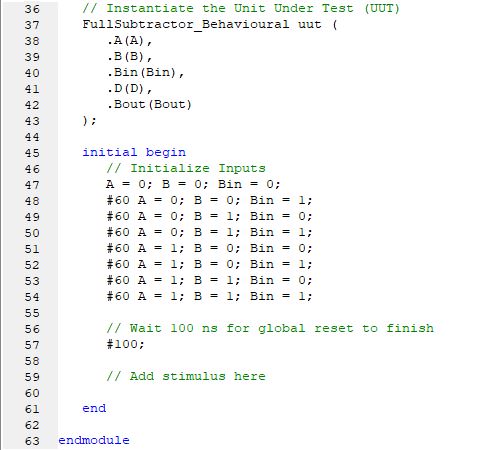 36 // Instantiate the Unit Under Test (UUT)
37 FullSubtractor_Behavioural uut (
38 .A(A),
39 .B(B),
40 .Bin(Bin),
41 .D(D),
42 .Bout(Bout)
43 );
44
45 initial begin
46 // Initialize Inputs
47 A = 0; B = 0; Bin = 0;
48 #60 A = 0; B = 0; Bin = 1;
49 #60 A = 0; B = 1; Bin = 0;
50 #60 A = 0; B = 1; Bin = 1;
51 #60 A = 1; B = 0; Bin = 0;
52 #60 A = 1; B = 0; Bin = 1;
53 #60 A = 1; B = 1; Bin = 0;
54 #60 A = 1; B = 1; Bin = 1;
55
56 // Wait 100 ns for global reset to finish
57 #100;
58
59 // Add stimulus here
60
61 end
62
63 endmodule